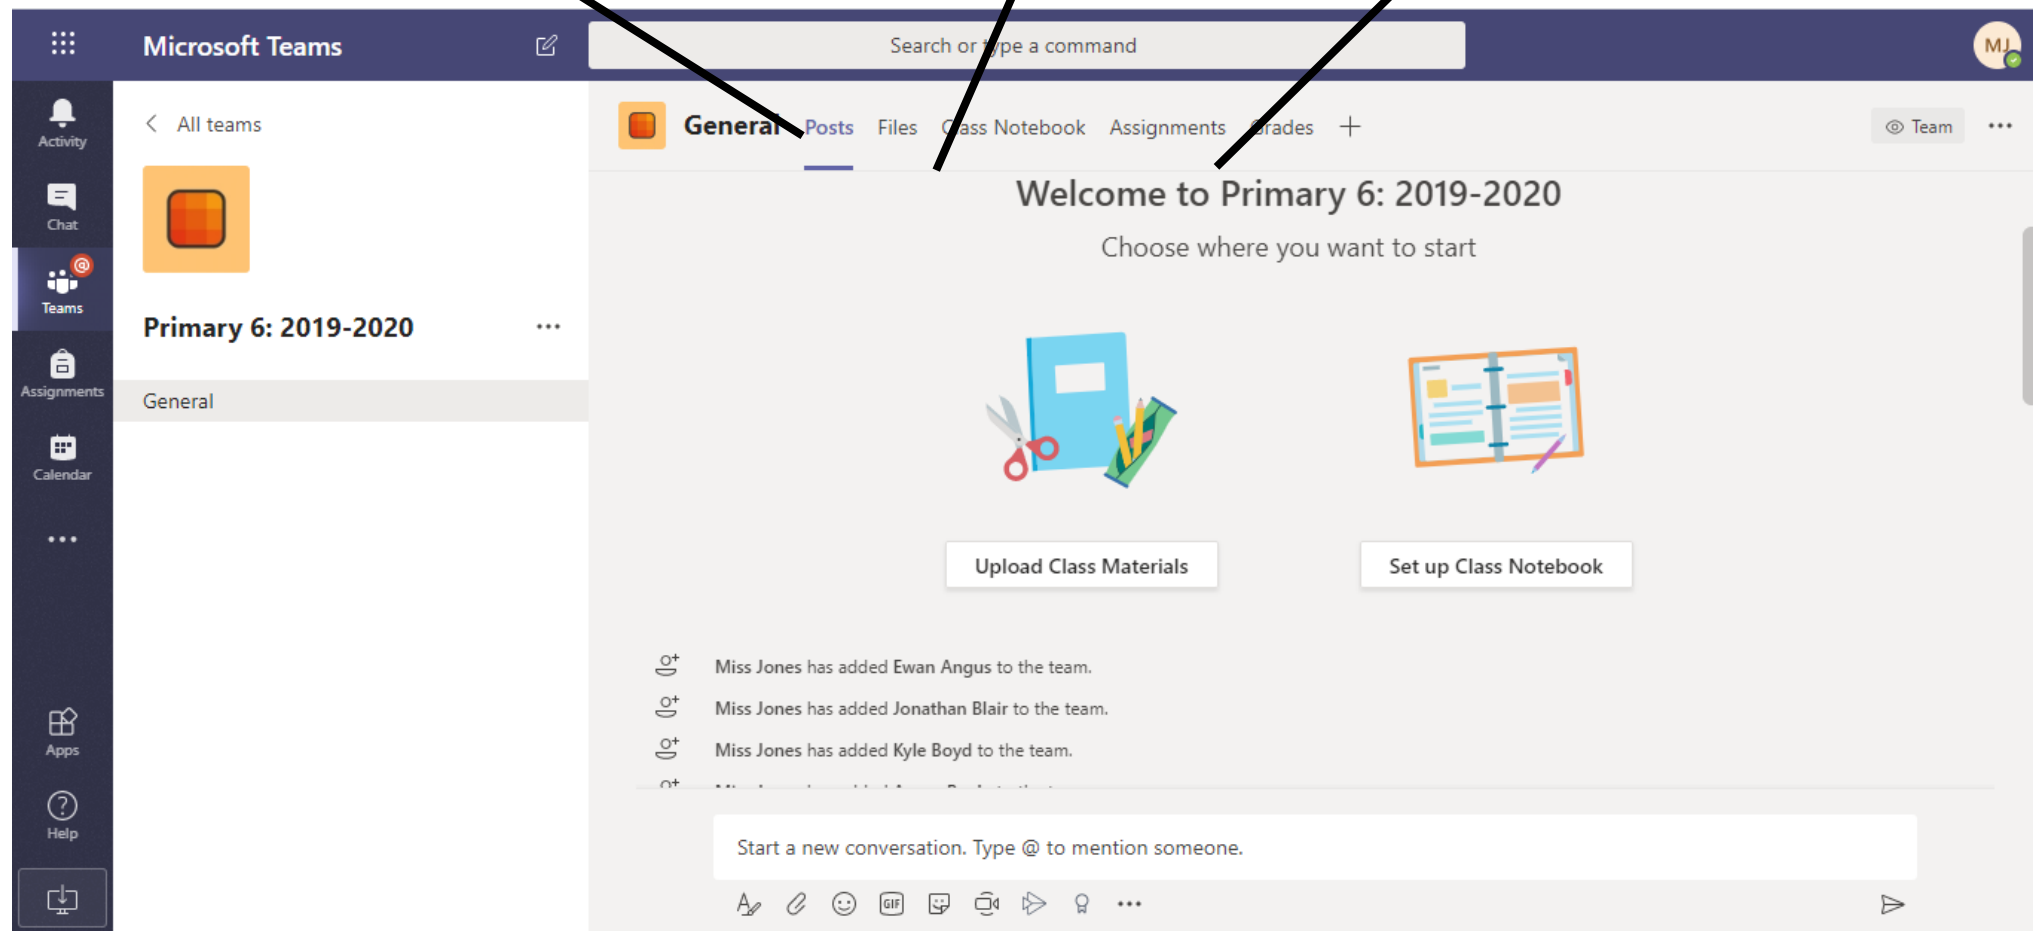 Microsoft Teams
Search or type a command
MJ
Activity
Chat
Teams
Assignments
Calendar
Apps
Help
All teams
Primary 6: 2019-2020
General
General Posts Files Class Notebook Assignments Grades
Team
Welcome to Primary 6: 2019-2020
Choose where you want to start
Upload Class Materials
Set up Class Notebook
Miss Jones has added Ewan Angus to the team.
Miss Jones has added Jonathan Blair to the team.
Miss Jones has added Kyle Boyd to the team.
Start a new conversation. Type @ to mention someone.
GIF